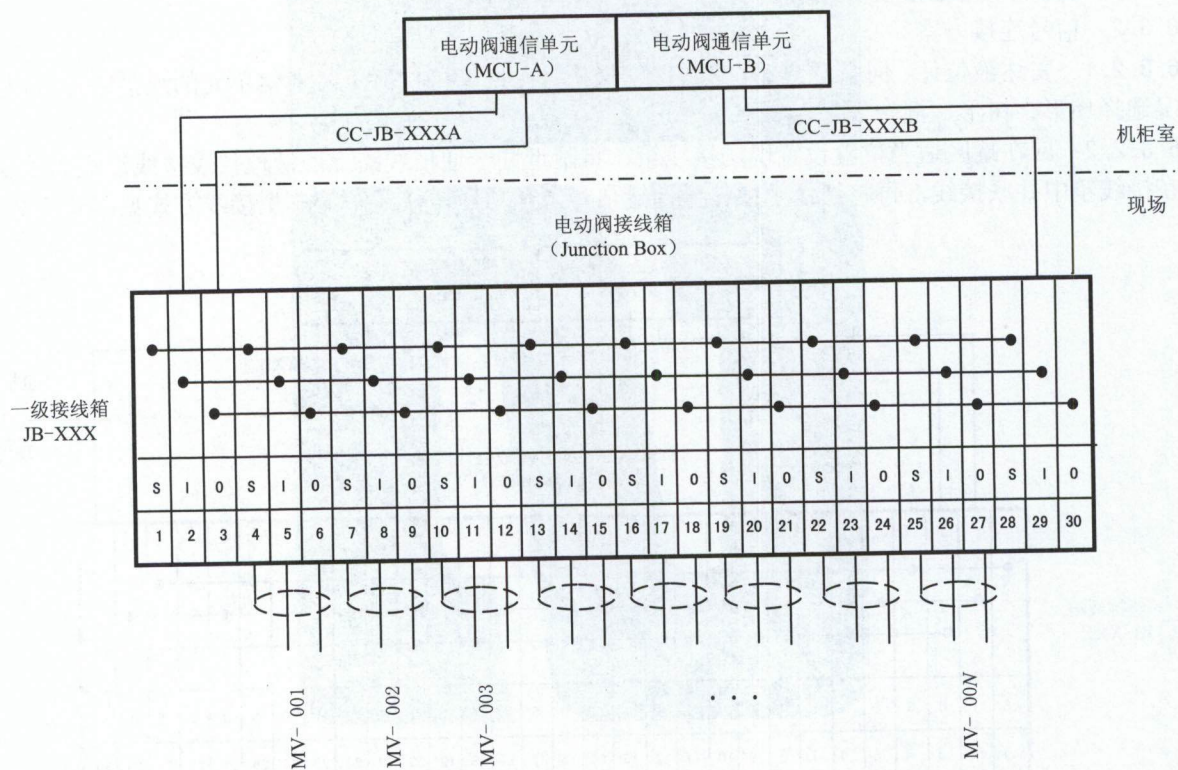 电动阀通信单元
(MCU-A)
电动阀通信单元
(MCU-B)
CC-JB-XXXA
CC-JB-XXXB
机柜室
现场
电动阀接线箱
(Junction Box)
一级接线箱
JB-XXX
S I O S I O S I O S I O S I O S I O S I O S I O S I O S I O
1 2 3 4 5 6 7 8 9 10 11 12 13 14 15 16 17 18 19 20 21 22 23 24 25 26 27 28 29 30
MV- 001
MV- 002
MV- 003
...
MV- 00N